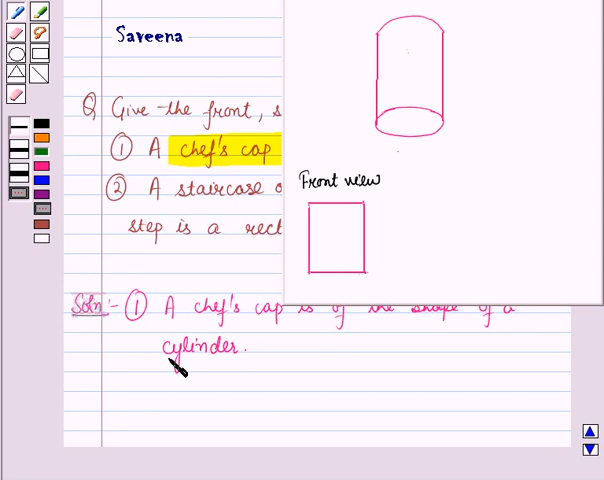 Saveena
Q Give the front, s
① A chef's cap
② A staircase
step is a rect
Front view
Soln:- ① A chef's cap is of the shape of a
cylinder.